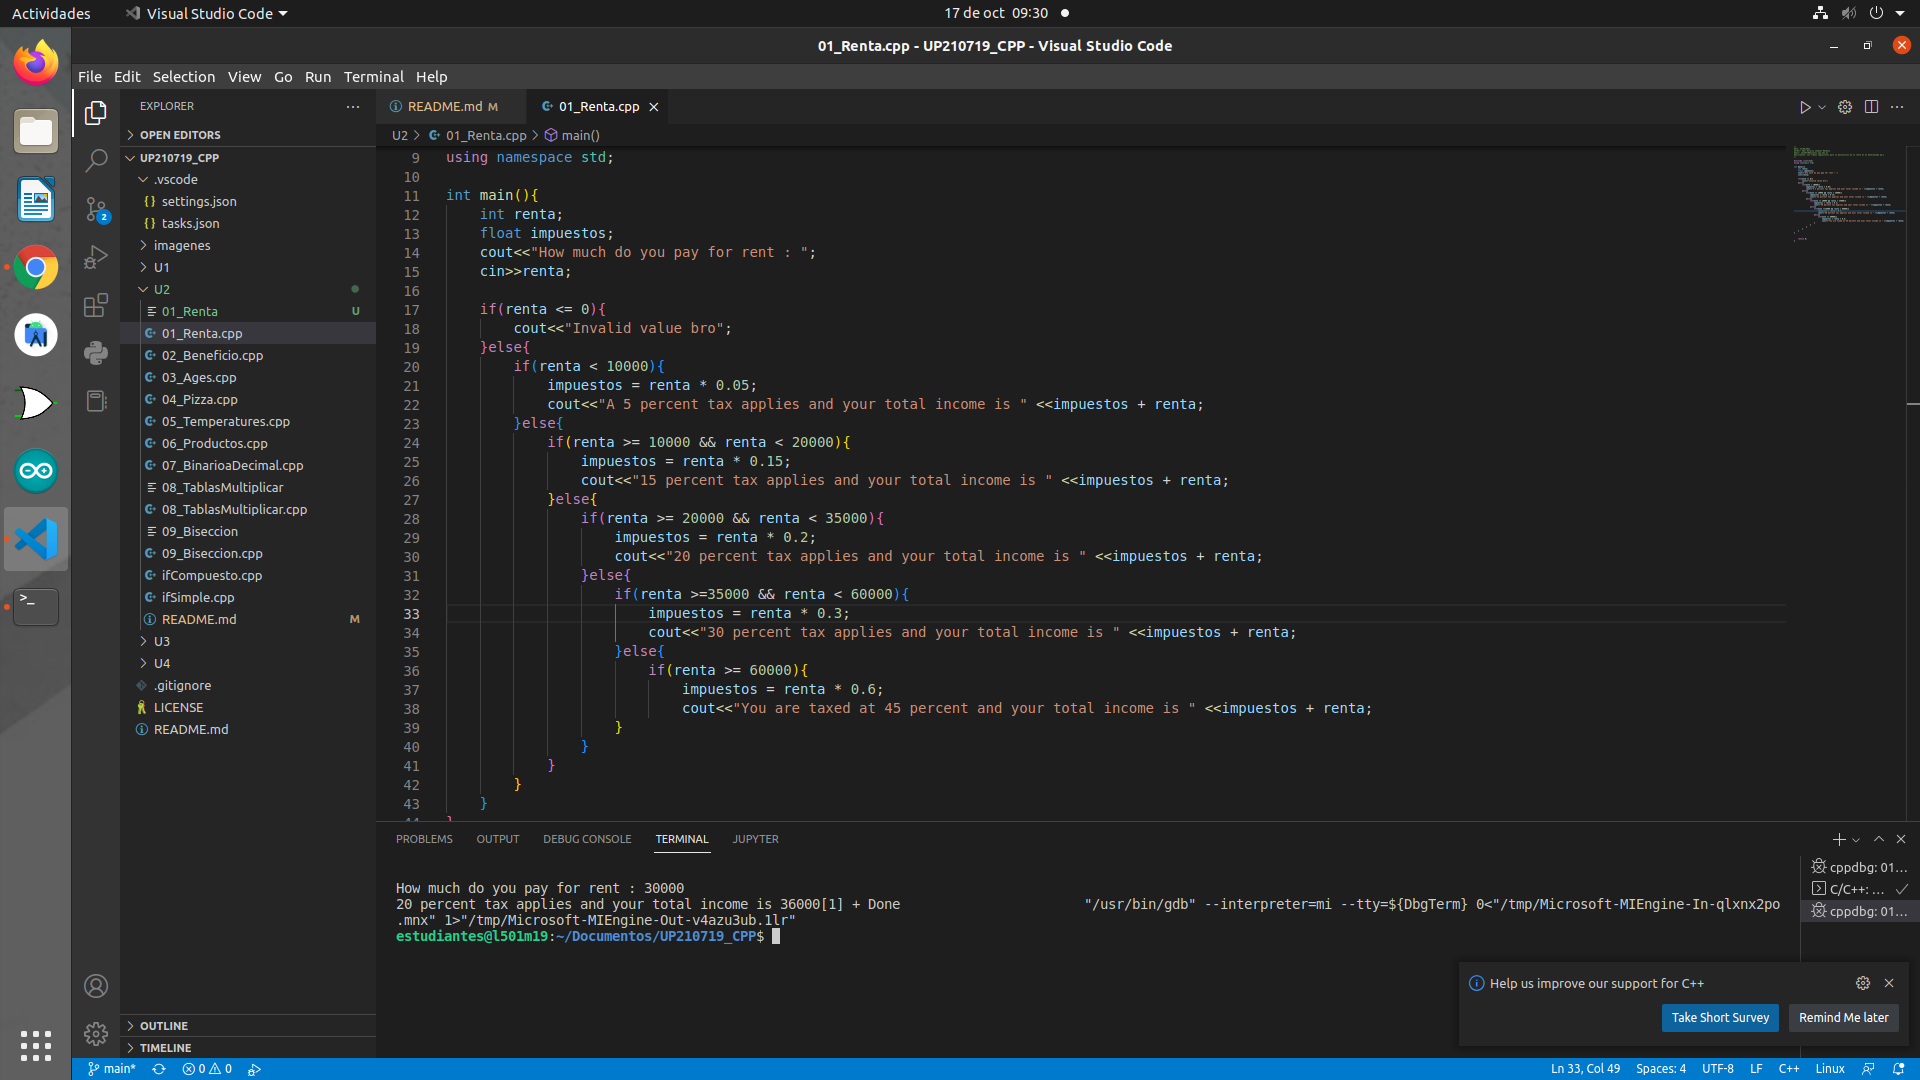 Actividades
Visual Studio Code
17 de oct 09:30
01_Renta.cpp - UP210719_CPP - Visual Studio Code
File Edit Selection View Go Run Terminal Help
EXPLORER
OPEN EDITORS
UP210719_CPP
.vscode
{} settings.json
{} tasks.json
imagenes
U1
U2
01_Renta U
01_Renta.cpp
02_Beneficio.cpp
03_Ages.cpp
04_Pizza.cpp
05_Temperatures.cpp
06_Productos.cpp
07_BinarioaDecimal.cpp
08_TablasMultiplicar
08_TablasMultiplicar.cpp
09_Biseccion
09_Biseccion.cpp
ifCompuesto.cpp
ifSimple.cpp
README.md M
U3
U4
.gitignore
LICENSE
README.md
OUTLINE
TIMELINE
2
README.md M
01_Renta.cpp
U2 > 01_Renta.cpp > main()
9 using namespace std;
10
11 int main(){
12 int renta;
13 float impuestos;
14 cout<<"How much do you pay for rent : ";
15 cin>>renta;
16
17 if(renta <= 0){
18 cout<<"Invalid value bro";
19 }else{
20 if(renta < 10000){
21 impuestos = renta * 0.05;
22 cout<<"A 5 percent tax applies and your total income is " <<impuestos + renta;
23 }else{
24 if(renta >= 10000 && renta < 20000){
25 impuestos = renta * 0.15;
26 cout<<"15 percent tax applies and your total income is " <<impuestos + renta;
27 }else{
28 if(renta >= 20000 && renta < 35000){
29 impuestos = renta * 0.2;
30 cout<<"20 percent tax applies and your total income is " <<impuestos + renta;
31 }else{
32 if(renta >=35000 && renta < 60000){
33 impuestos = renta * 0.3;
34 cout<<"30 percent tax applies and your total income is " <<impuestos + renta;
35 }else{
36 if(renta >= 60000){
37 impuestos = renta * 0.6;
38 cout<<"You are taxed at 45 percent and your total income is " <<impuestos + renta;
39 }
40 }
41 }
42 }
43 }
44 }
PROBLEMS OUTPUT DEBUG CONSOLE TERMINAL JUPYTER
How much do you pay for rent : 30000
20 percent tax applies and your total income is 36000[1] + Done "/usr/bin/gdb" --interpreter=mi --tty=${DbgTerm} 0<"/tmp/Microsoft-MIEngine-In-qlxnx2po
.mnx" 1>"/tmp/Microsoft-MIEngine-Out-v4azu3ub.1lr"
estudiantes@l501m19:~/Documentos/UP210719_CPP$
cppdbg: 01...
C/C++: ...
cppdbg: 01...
Help us improve our support for C++
Take Short Survey
Remind Me later
main* 0 0
Ln 33, Col 49 Spaces: 4 UTF-8 LF C++ Linux